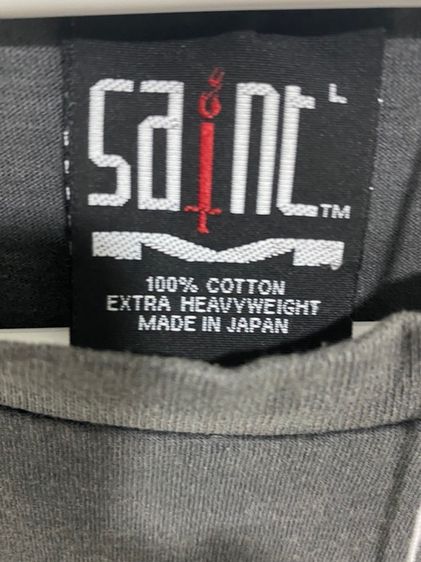 saint L
TM
100% COTTON
EXTRA HEAVYWEIGHT
MADE IN JAPAN